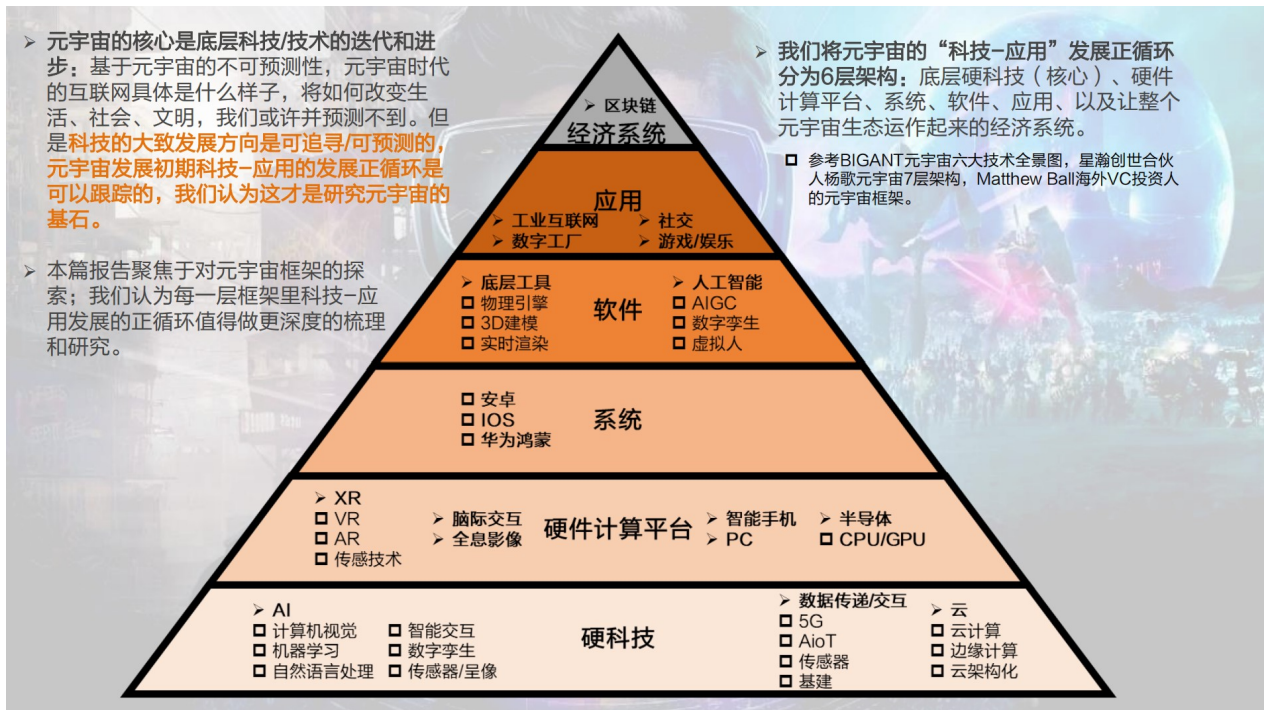 ➢ 元宇宙的核心是底层科技/技术的迭代和进
步：基于元宇宙的不可预测性，元宇宙时代
的互联网具体是什么样子，将如何改变生
活、社会、文明，我们或许并预测不到。但
是科技的大致发展方向是可追寻/可预测的，
元宇宙发展初期科技-应用的发展正循环是
可以跟踪的，我们认为这才是研究元宇宙的
基石。
➢ 本篇报告聚焦于对元宇宙框架的探
索；我们认为每一层框架里科技-应
用发展的正循环值得做更深度的梳理
和研究。
➢ 我们将元宇宙的“科技-应用”发展正循环
分为6层架构：底层硬科技（核心）、硬件
计算平台、系统、软件、应用、以及让整个
元宇宙生态运作起来的经济系统。
参考BIGANT元宇宙六大技术全景图，星瀚创世合伙
人杨歌元宇宙7层架构，Matthew Ball海外VC投资人
的元宇宙框架。
➢ 区块链
经济系统
应用
➢ 工业互联网
➢ 数字工厂
➢ 社交
➢ 游戏/娱乐
➢ 底层工具
物理引擎
3D建模
实时渲染
软件
➢ 人工智能
AIGC
数字孪生
虚拟人
安卓
IOS
华为鸿蒙
系统
➢ XR
VR
AR
传感技术
➢ 脑际交互
➢ 全息影像
硬件计算平台
➢ 智能手机
➢ PC
➢ 半导体
CPU/GPU
➢ AI
计算机视觉
机器学习
自然语言处理
智能交互
数字孪生
传感器/呈像
硬科技
➢ 数据传递/交互
5G
AioT
传感器
基建
➢ 云
云计算
边缘计算
云架构化